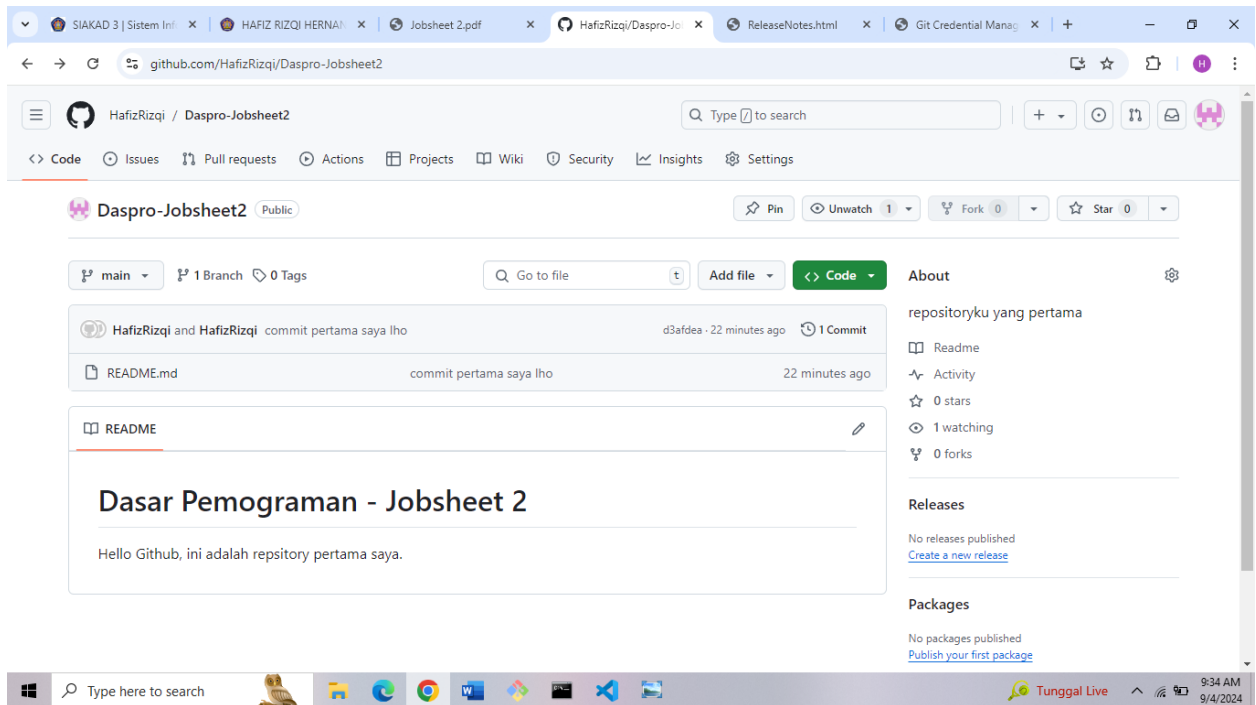 SIAKAD 3 | Sistem Inf
HAFIZ RIZQI HERNAN
Jobsheet 2.pdf
HafizRizqi/Daspro-Jo
ReleaseNotes.html
Git Credential Manag
github.com/HafizRizqi/Daspro-Jobsheet2
H
HafizRizqi / Daspro-Jobsheet2
Type / to search
<> Code Issues Pull requests Actions Projects Wiki Security Insights Settings
Daspro-Jobsheet2 Public
Pin Unwatch 1 Fork 0 Star 0
main 1 Branch 0 Tags
Go to file t
Add file <> Code
HafizRizqi and HafizRizqi commit pertama saya lho
d3afdea · 22 minutes ago 1 Commit
README.md commit pertama saya lho 22 minutes ago
README
Dasar Pemograman - Jobsheet 2
Hello Github, ini adalah repsitory pertama saya.
About
repositoryku yang pertama
Readme
Activity
0 stars
1 watching
0 forks
Releases
No releases published
Create a new release
Packages
No packages published
Publish your first package
Type here to search
Tunggal Live
9:34 AM
9/4/2024